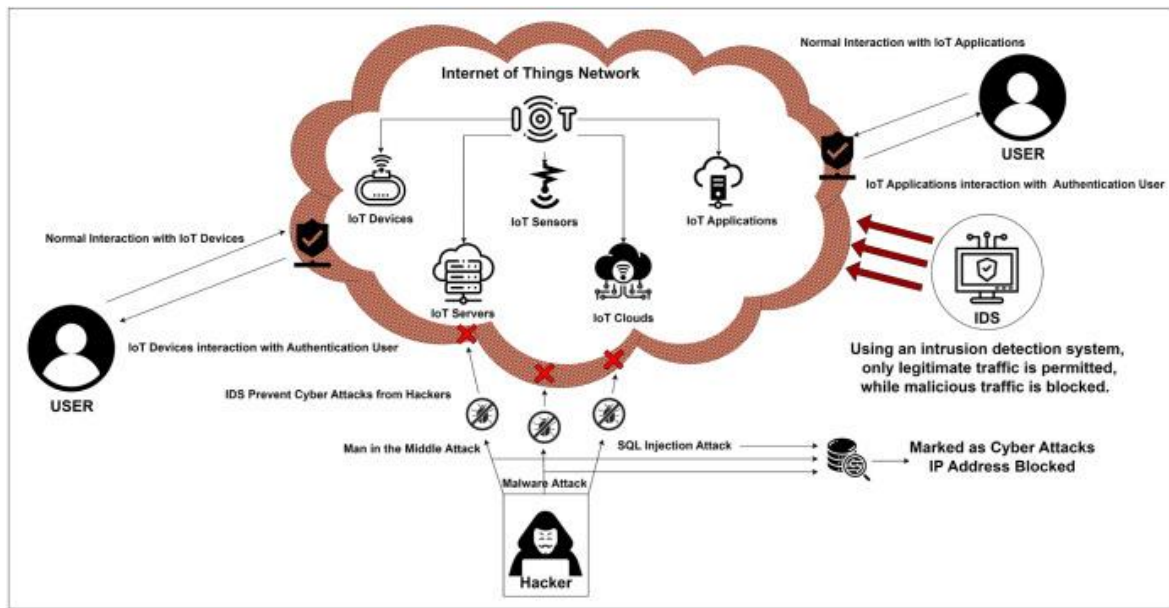 Normal Interaction with IoT Applications
Internet of Things Network
IOT
USER
IoT Devices
IoT Sensors
IoT Applications
IoT Applications interaction with Authentication User
Normal Interaction with IoT Devices
IoT Servers
IoT Clouds
IDS
IoT Devices interaction with Authentication User
USER
Using an intrusion detection system,
only legitimate traffic is permitted,
while malicious traffic is blocked.
IDS Prevent Cyber Attacks from Hackers
Man in the Middle Attack
SQL Injection Attack
Marked as Cyber Attacks
IP Address Blocked
Malware Attack
Hacker